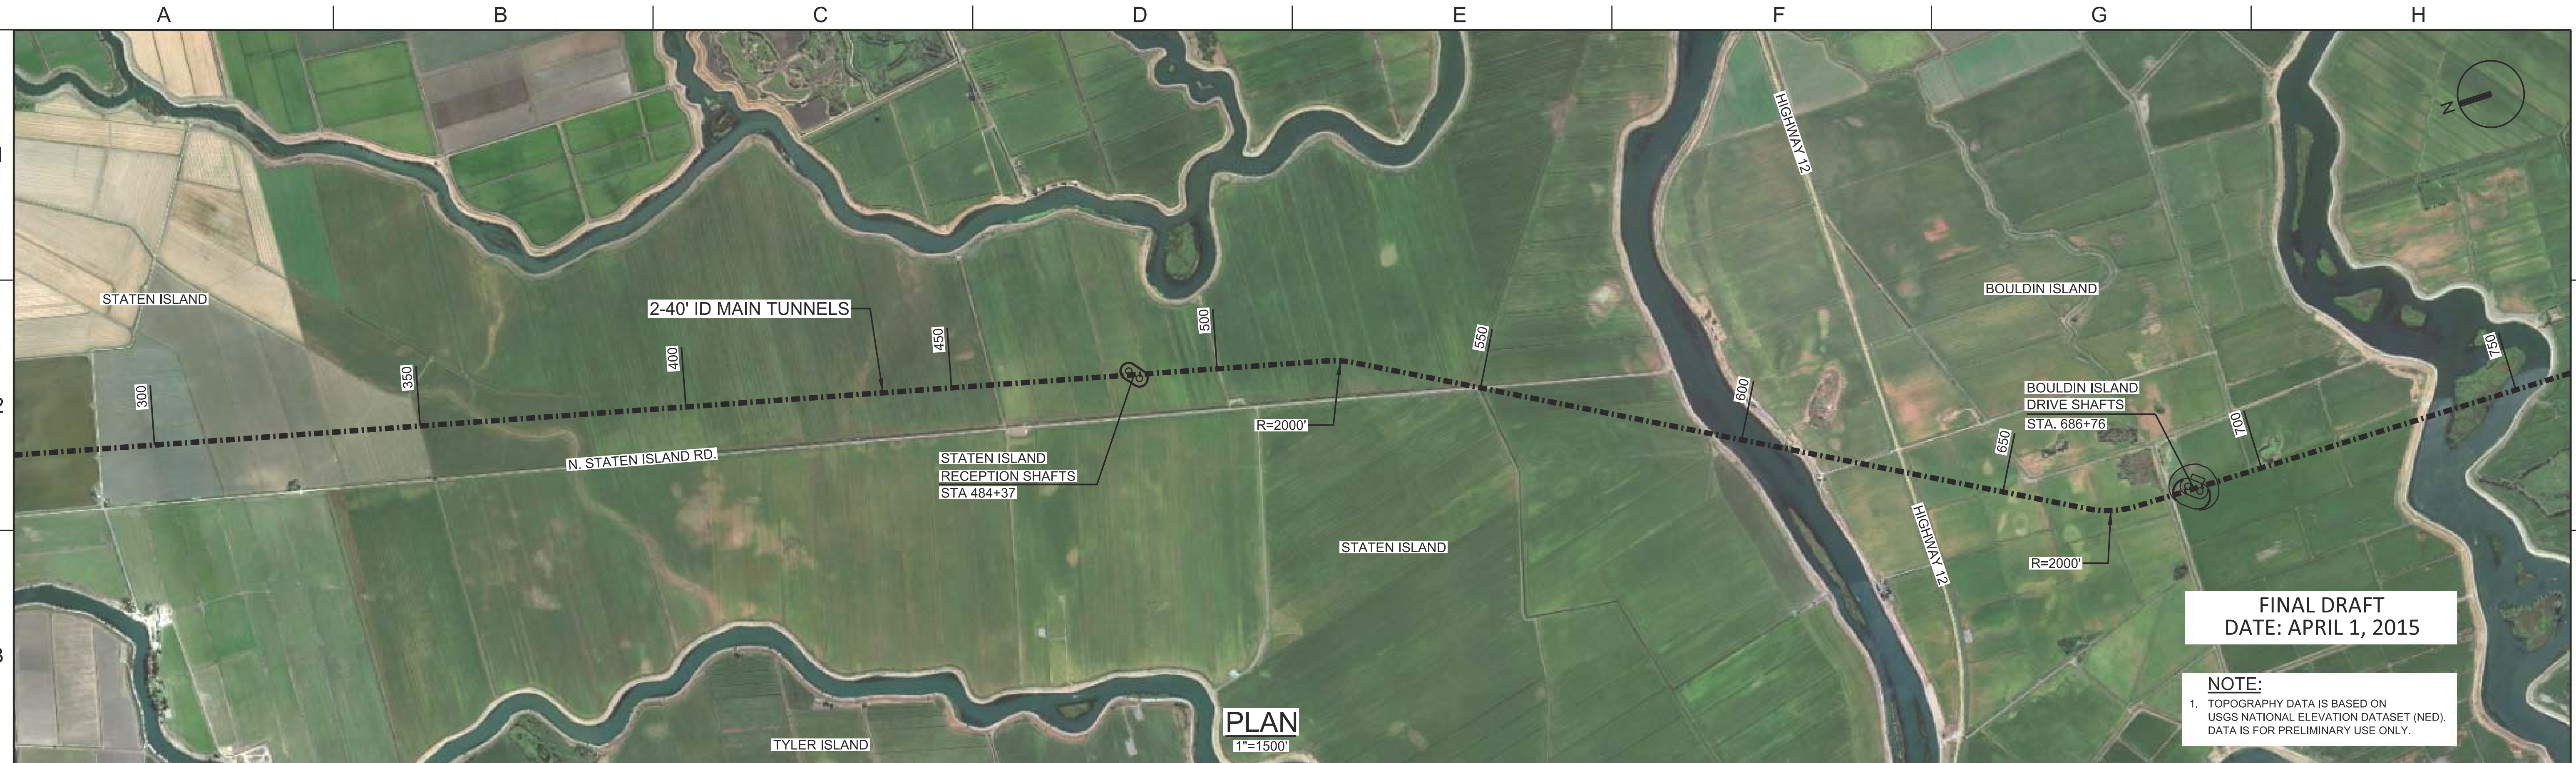 A B C D E F G H
1
N
HIGHWAY 12
STATEN ISLAND
2-40' ID MAIN TUNNELS
BOULDIN ISLAND
300
350
400
450
500
550
600
650
700
750
BOULDIN ISLAND
DRIVE SHAFTS
STA. 686+76
R=2000'
N. STATEN ISLAND RD.
STATEN ISLAND
RECEPTION SHAFTS
STA 484+37
STATEN ISLAND
HIGHWAY 12
R=2000'
FINAL DRAFT
DATE: APRIL 1, 2015
3
NOTE:
1. TOPOGRAPHY DATA IS BASED ON
USGS NATIONAL ELEVATION DATASET (NED).
DATA IS FOR PRELIMINARY USE ONLY.
TYLER ISLAND
PLAN
1"=1500'